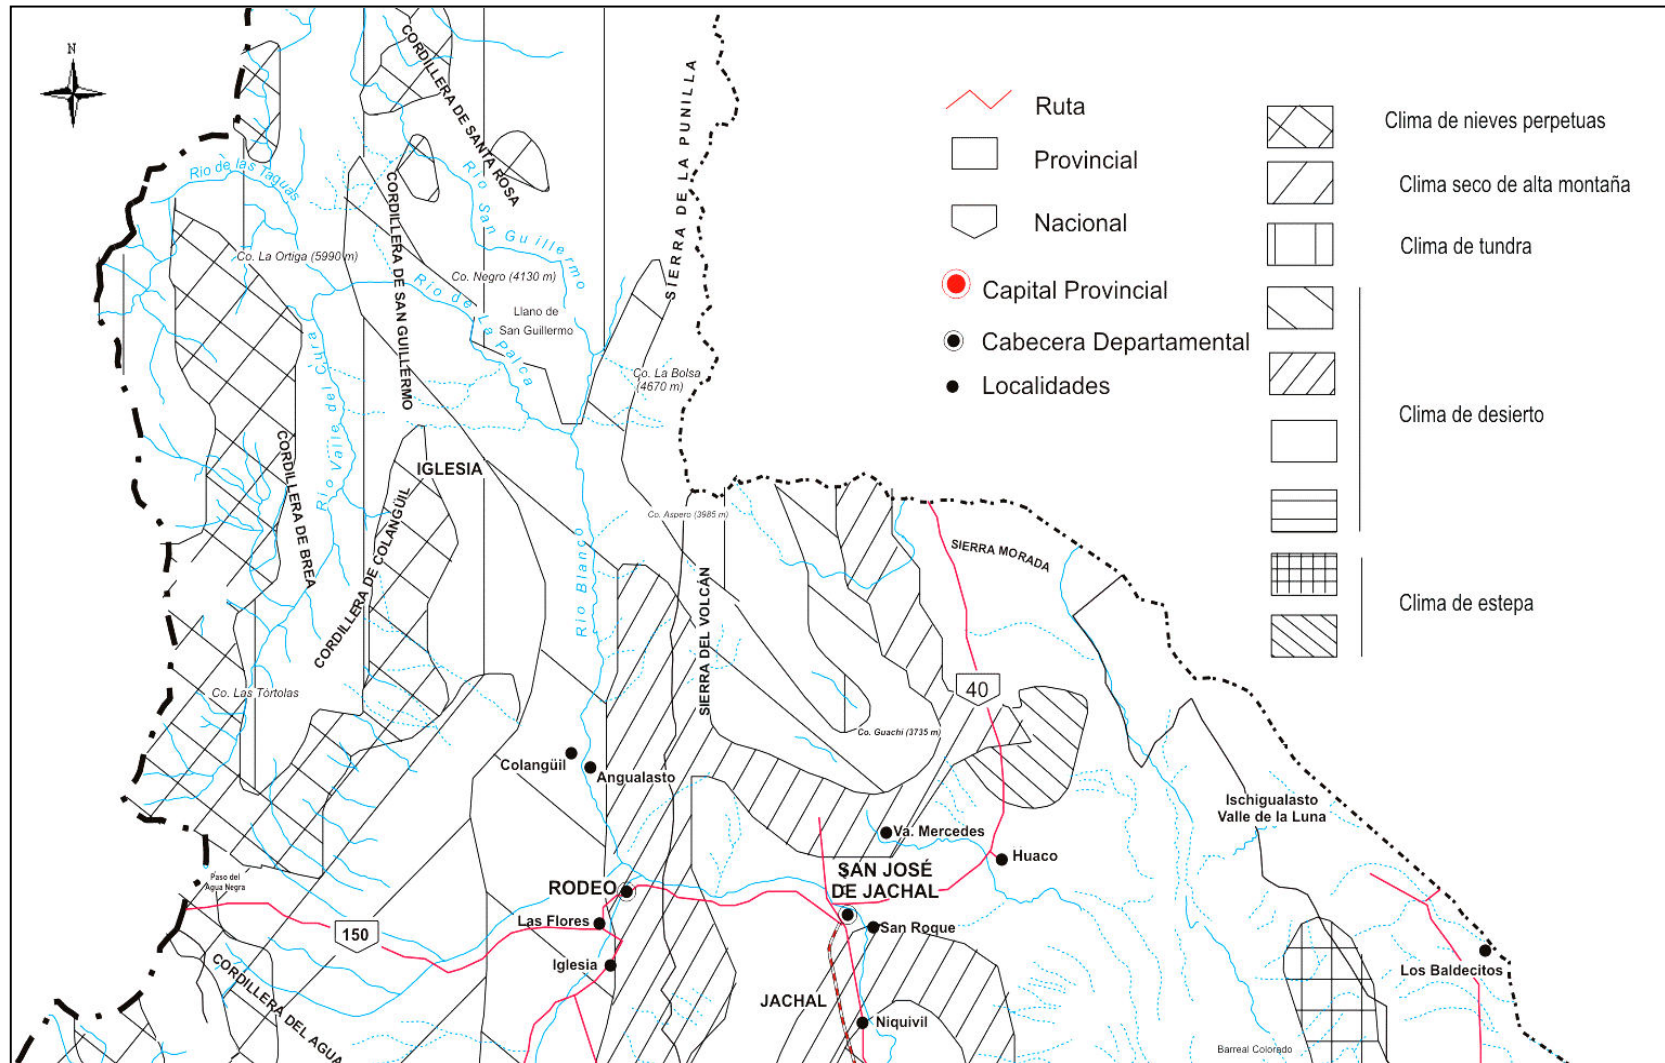 N
CORDILLERA DE SANTA ROSA
SIERRA DE LA PUNILLA
Rio de las Taguas
Rio San Guillermo
CORDILLERA DE SAN GUILLERMO
Co. La Ortiga (5990 m)
Co. Negro (4130 m)
Rio de La Palca
Llano de
San Guillermo
Rio Valle del Cura
Co. La Bolsa
(4670 m)
CORDILLERA DE BREA
IGLESIA
CORDILLERA DE COLANGÜIL
Co. Aspero (3985 m)
Rio Blanco
SIERRA DEL VOLCÁN
SIERRA MORADA
Co. Las Tórtolas
40
Co. Guachi (3735 m)
Colangüil
Angualasto
Ischigualasto
Valle de la Luna
Va. Mercedes
Huaco
SAN JOSÉ
DE JACHAL
Paso del
Agua Negra
RODEO
Las Flores
San Roque
150
Iglesia
Los Baldecitos
CORDILLERA DEL AGUA
JACHAL
Niquivil
Barreal Colorado
Ruta
Provincial
Nacional
Capital Provincial
Cabecera Departamental
Localidades
Clima de nieves perpetuas
Clima seco de alta montaña
Clima de tundra
Clima de desierto
Clima de estepa